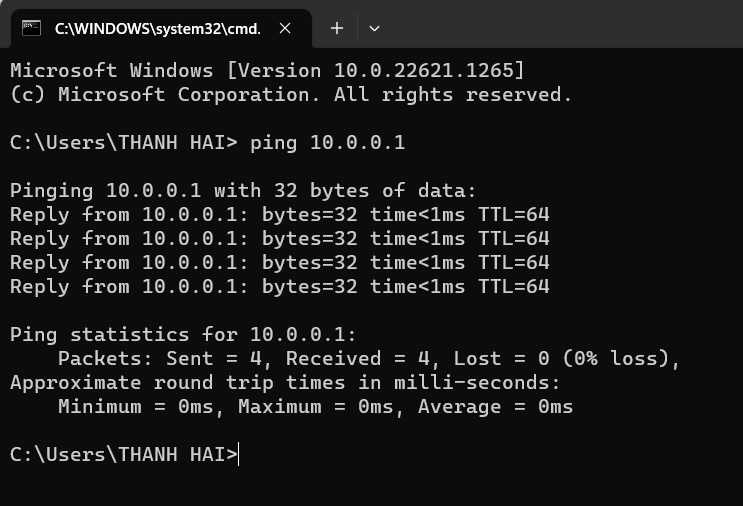 C:\WINDOWS\system32\cmd.
Microsoft Windows [Version 10.0.22621.1265]
(c) Microsoft Corporation. All rights reserved.
C:\Users\THANH HAI> ping 10.0.0.1
Pinging 10.0.0.1 with 32 bytes of data:
Reply from 10.0.0.1: bytes=32 time<1ms TTL=64
Reply from 10.0.0.1: bytes=32 time<1ms TTL=64
Reply from 10.0.0.1: bytes=32 time<1ms TTL=64
Reply from 10.0.0.1: bytes=32 time<1ms TTL=64
Ping statistics for 10.0.0.1:
    Packets: Sent = 4, Received = 4, Lost = 0 (0% loss),
Approximate round trip times in milli-seconds:
    Minimum = 0ms, Maximum = 0ms, Average = 0ms
C:\Users\THANH HAI>